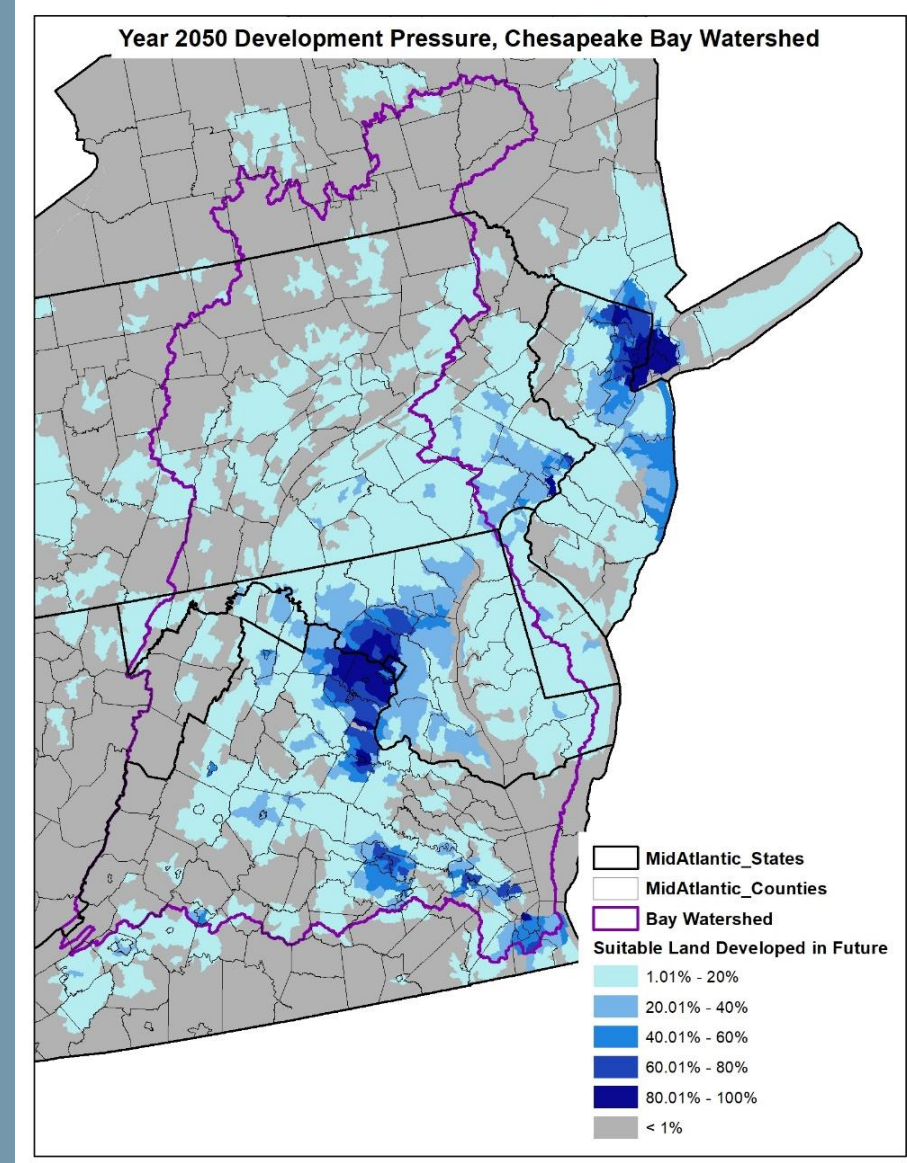 Year 2050 Development Pressure, Chesapeake Bay Watershed
MidAtlantic_States
MidAtlantic_Counties
Bay Watershed
Suitable Land Developed in Future
1.01% - 20%
20.01% - 40%
40.01% - 60%
60.01% - 80%
80.01% - 100%
< 1%